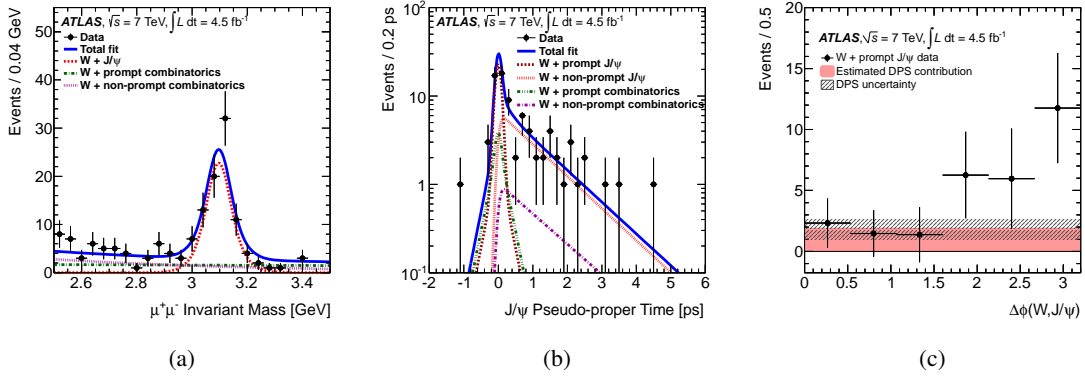 Events / 0.04 GeV
50
40
30
20
10
0
ATLAS, √s = 7 TeV, ∫L dt = 4.5 fb⁻¹
Data
Total fit
W + J/ψ
W + prompt combinatorics
W + non-prompt combinatorics
2.6 2.8 3 3.2 3.4
μ⁺μ⁻ Invariant Mass [GeV]
(a)
Events / 0.2 ps
10²
10
1
10⁻¹
ATLAS, √s = 7 TeV, ∫L dt = 4.5 fb⁻¹
Data
Total fit
W + prompt J/ψ
W + non-prompt J/ψ
W + prompt combinatorics
W + non-prompt combinatorics
-2 -1 0 1 2 3 4 5 6
J/ψ Pseudo-proper Time [ps]
(b)
Events / 0.5
20
15
10
5
0
ATLAS,√s = 7 TeV,∫L dt = 4.5 fb⁻¹
W + prompt J/ψ data
Estimated DPS contribution
DPS uncertainty
0 0.5 1 1.5 2 2.5 3
Δϕ(W,J/ψ)
(c)